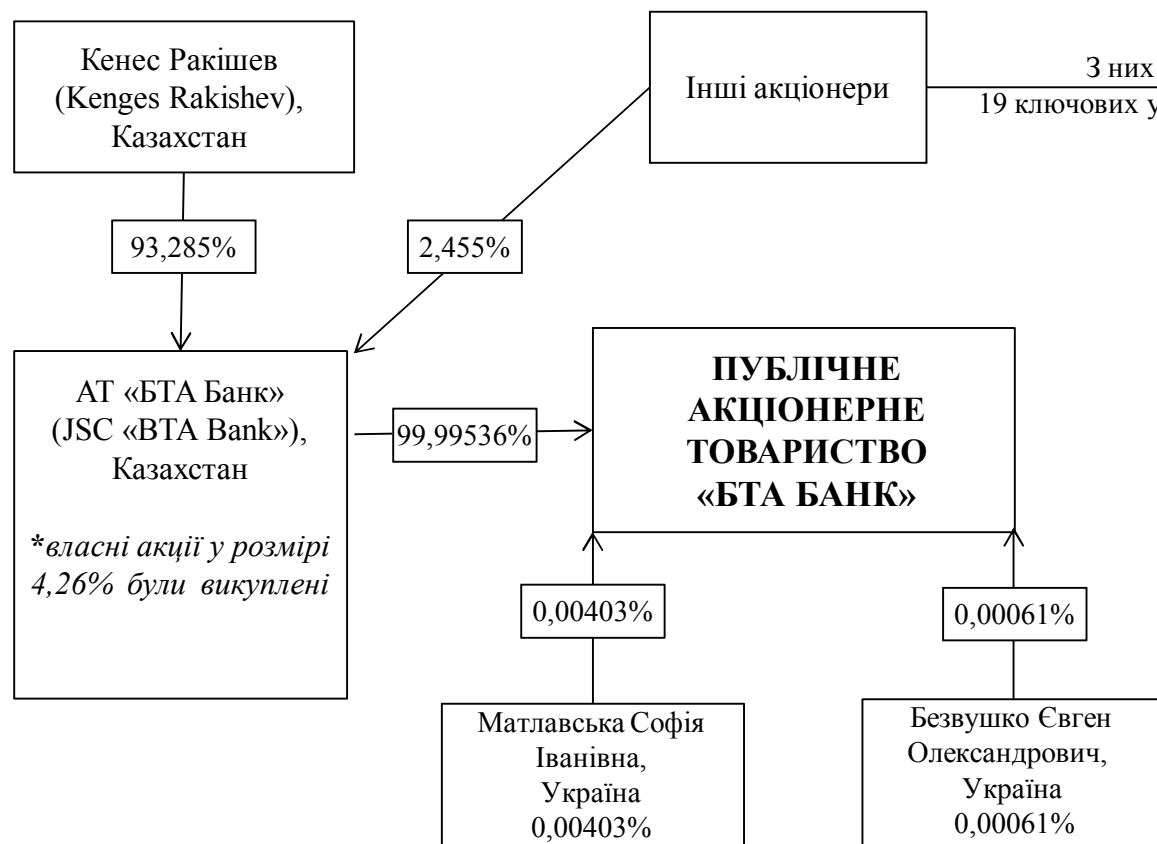 Кенес Ракішев
(Kenges Rakishev),
Казахстан
Інші акціонери
З них
19 ключових у
93,285%
2,455%
АТ «БТА Банк»
(JSC «BTA Bank»),
Казахстан
*власні акції у розмірі
4,26% були викуплені
99,99536%
ПУБЛІЧНЕ
АКЦІОНЕРНЕ
ТОВАРИСТВО
«БТА БАНК»
0,00403%
0,00061%
Матлавська Софія
Іванівна,
Україна
0,00403%
Безвушко Євген
Олександрович,
Україна
0,00061%